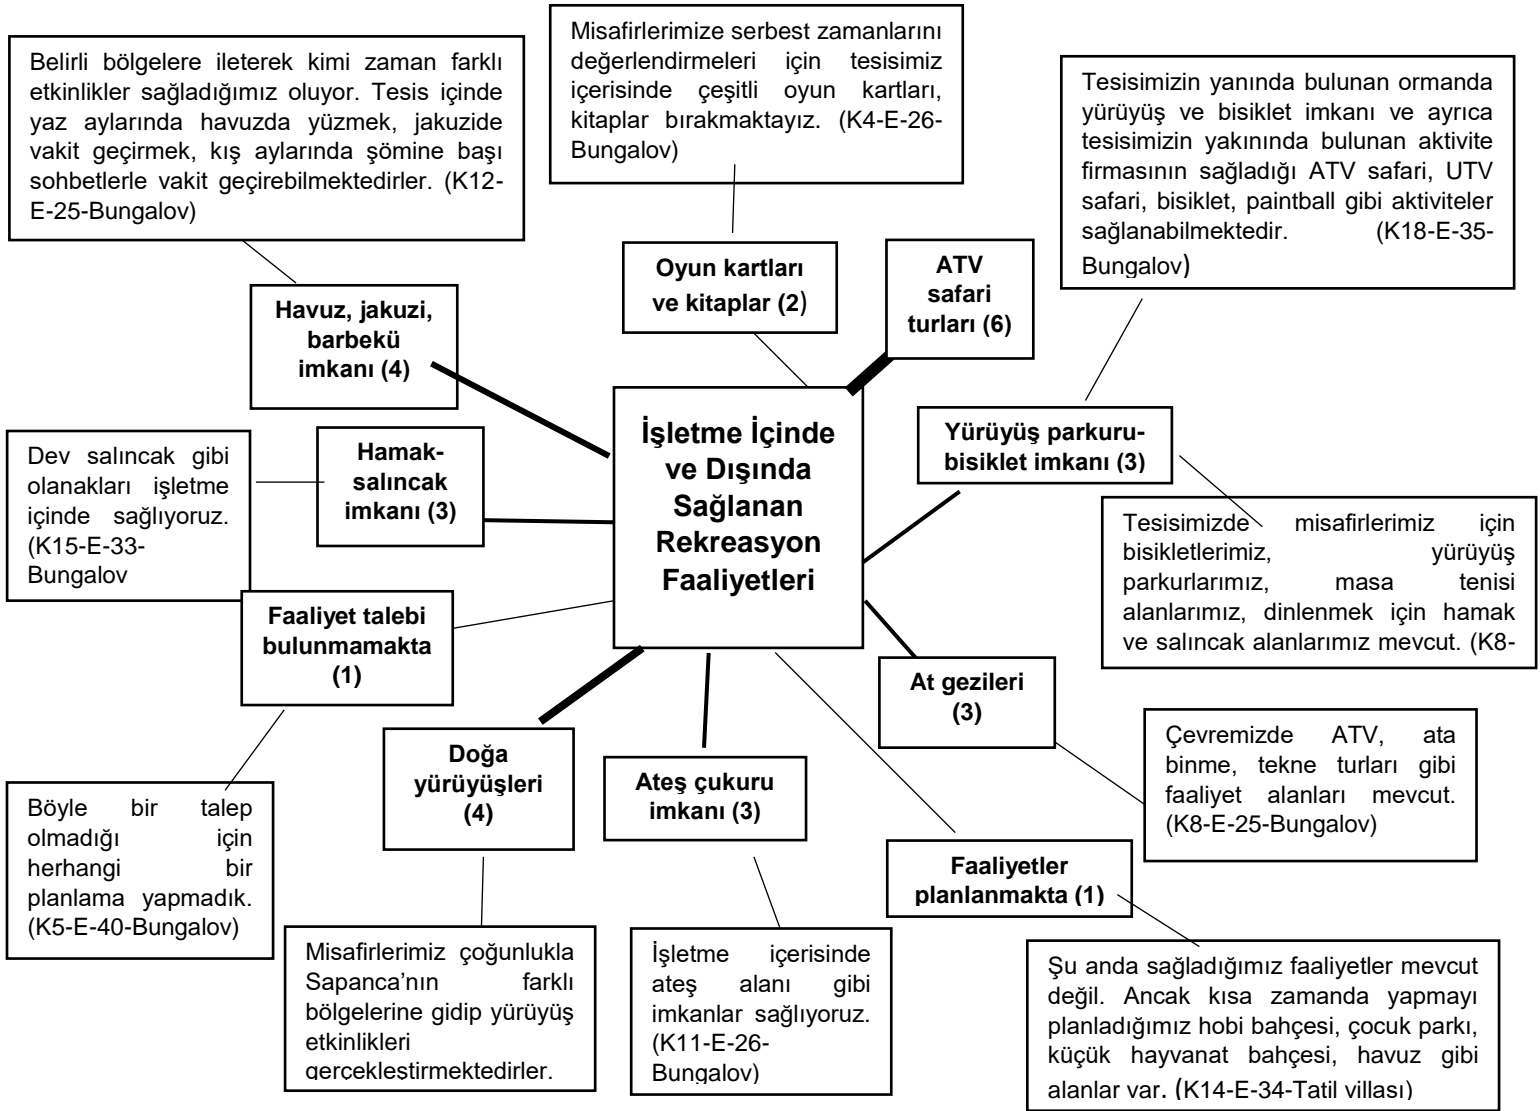 Misafirlerimize serbest zamanlarını
değerlendirmeleri için tesisimiz
içerisinde çeşitli oyun kartları,
kitaplar bırakmaktayız. (K4-E-26-
Bungalov)
Belirli bölgelere ileterek kimi zaman farklı
etkinlikler sağladığımız oluyor. Tesis içinde
yaz aylarında havuzda yüzmek, jakuzide
vakit geçirmek, kış aylarında şömine başı
sohbetlerle vakit geçirebilmektedirler. (K12-
E-25-Bungalov)
Tesisimizin yanında bulunan ormanda
yürüyüş ve bisiklet imkanı ve ayrıca
tesisimizin yakınında bulunan aktivite
firmasının sağladığı ATV safari, UTV
safari, bisiklet, paintball gibi aktiviteler
sağlanabilmektedir. (K18-E-35-
Bungalov)
Oyun kartları
ve kitaplar (2)
ATV
safari
turları (6)
Havuz, jakuzi,
barbekü
imkanı (4)
İşletme İçinde
ve Dışında
Sağlanan
Rekreasyon
Faaliyetleri
Yürüyüş parkuru-
bisiklet imkanı (3)
Dev salıncak gibi
olanakları işletme
içinde sağlıyoruz.
(K15-E-33-
Bungalov
Hamak-
salıncak
imkanı (3)
Tesisimizde misafirlerimiz için
bisikletlerimiz, yürüyüş
parkurlarımız, masa tenisi
alanlarımız, dinlenmek için hamak
ve salıncak alanlarımız mevcut. (K8-
Faaliyet talebi
bulunmamakta
(1)
At gezileri
(3)
Doğa
yürüyüşleri
(4)
Ateş çukuru
imkanı (3)
Çevremizde ATV, ata
binme, tekne turları gibi
faaliyet alanları mevcut.
(K8-E-25-Bungalov)
Böyle bir talep
olmadığı için
herhangi bir
planlama yapmadık.
(K5-E-40-Bungalov)
Faaliyetler
planlanmakta (1)
Misafirlerimiz çoğunlukla
Sapanca’nın farklı
bölgelerine gidip yürüyüş
etkinlikleri
gerçekleştirmektedirler.
İşletme içerisinde
ateş alanı gibi
imkanlar sağlıyoruz.
(K11-E-26-
Bungalov)
Şu anda sağladığımız faaliyetler mevcut
değil. Ancak kısa zamanda yapmayı
planladığımız hobi bahçesi, çocuk parkı,
küçük hayvanat bahçesi, havuz gibi
alanlar var. (K14-E-34-Tatil villası)